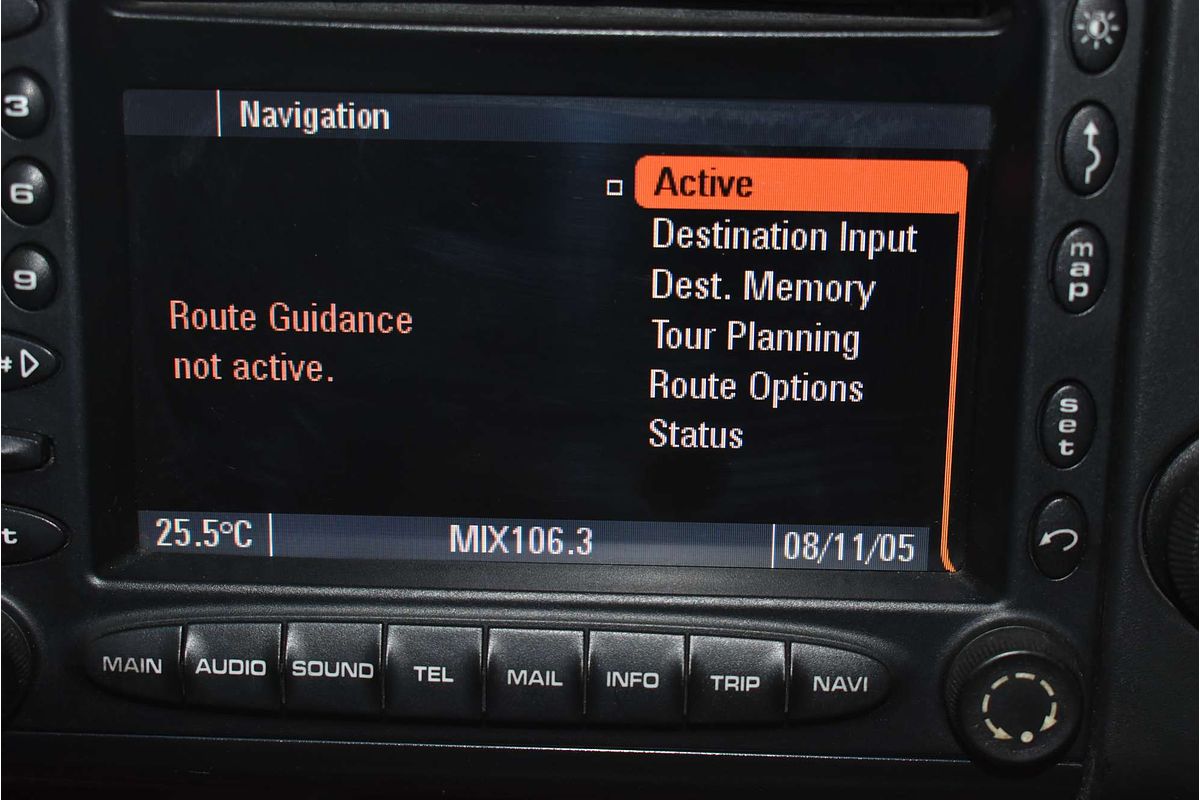 Navigation
Active
Destination Input
Dest. Memory
Tour Planning
Route Options
Status
Route Guidance
not active.
25.5°C
MIX106.3
08/11/05
3
6
9
#
t
map
set
MAIN
AUDIO
SOUND
TEL
MAIL
INFO
TRIP
NAVI